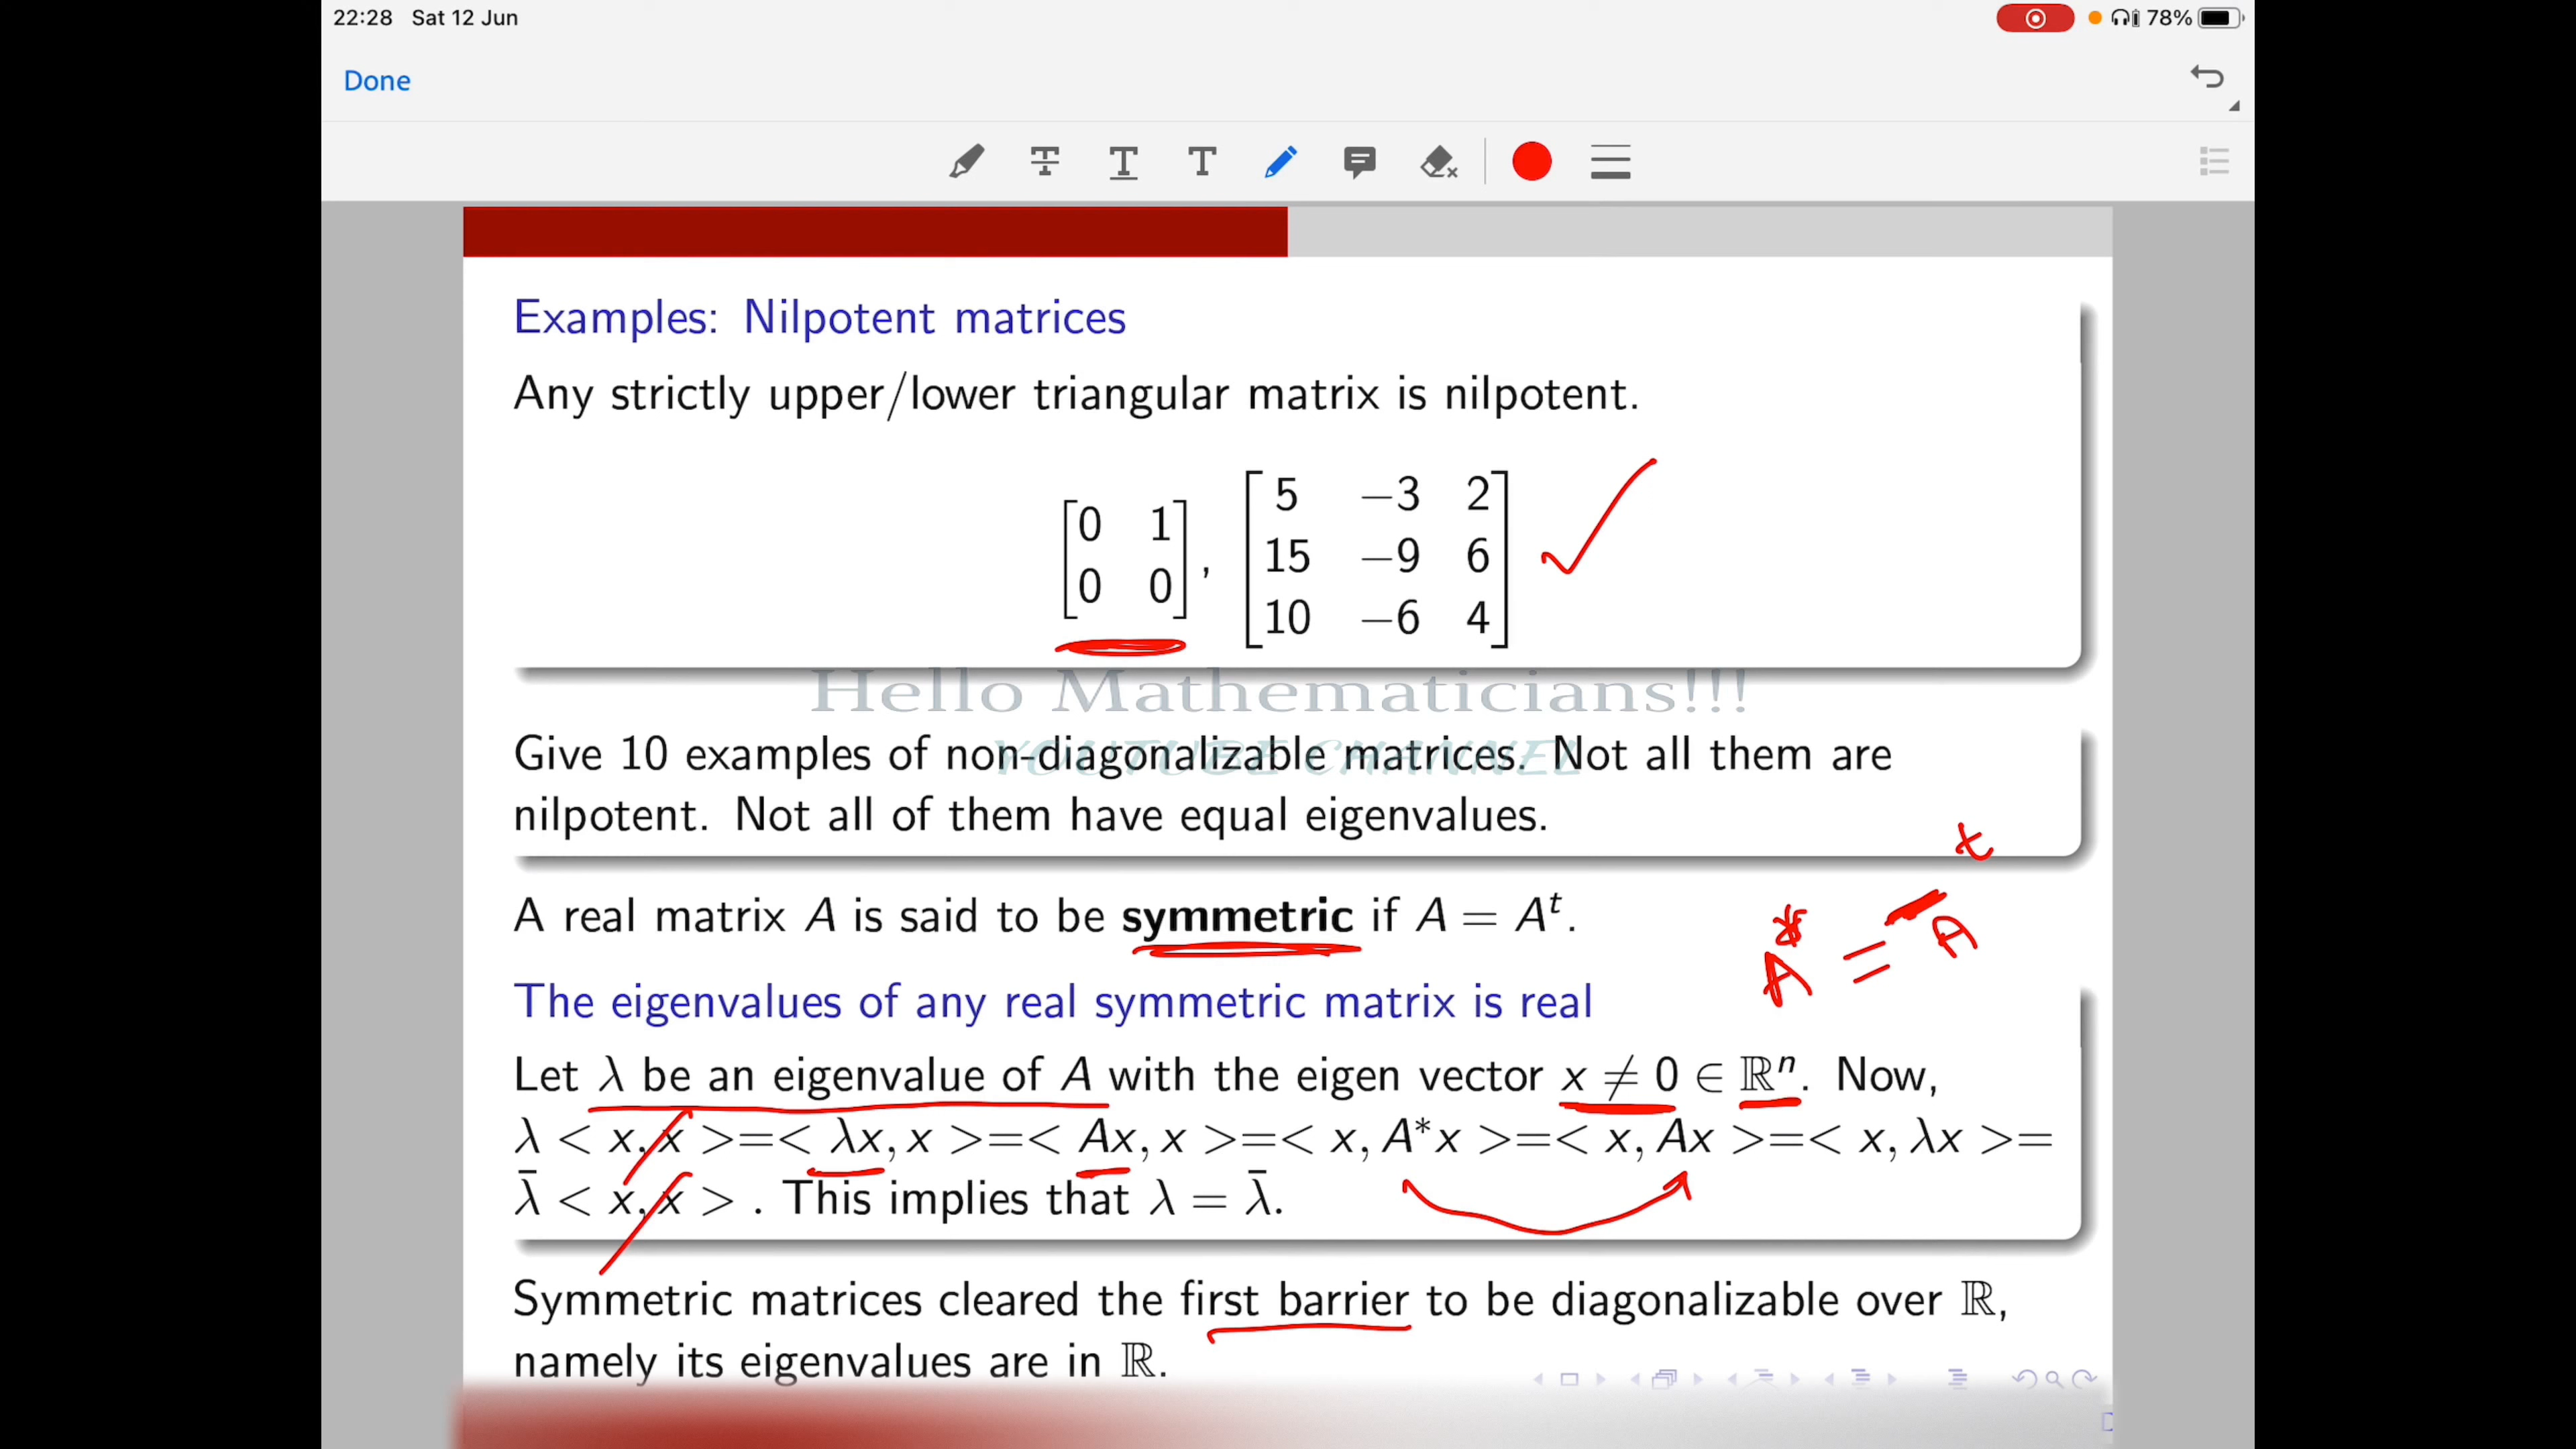 22:28 Sat 12 Jun
78%
Done
Examples: Nilpotent matrices
Any strictly upper/lower triangular matrix is nilpotent.
[0 1
0 0],
[5 −3 2
15 −9 6
10 −6 4]
Hello Mathematicians!!!
YOUTUBE CHANNEL
Give 10 examples of non-diagonalizable matrices. Not all them are
nilpotent. Not all of them have equal eigenvalues.
A real matrix A is said to be symmetric if A = Aᵗ.
A* = A̅ᵗ
The eigenvalues of any real symmetric matrix is real
Let λ be an eigenvalue of A with the eigen vector x ≠ 0 ∈ ℝⁿ. Now,
λ < x, x >=< λx, x >=< Ax, x >=< x, A*x >=< x, Ax >=< x, λx >=
λ̄ < x, x > . This implies that λ = λ̄.
Symmetric matrices cleared the first barrier to be diagonalizable over ℝ,
namely its eigenvalues are in ℝ.